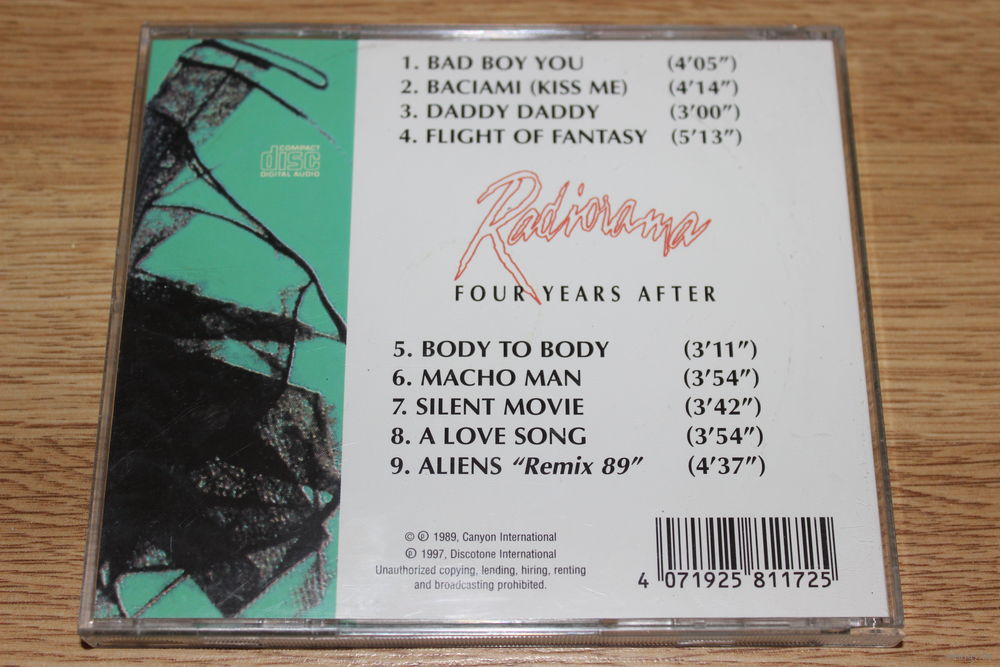 1. BAD BOY YOU (4'05")
2. BACIAMI (KISS ME) (4'14")
3. DADDY DADDY (3'00")
4. FLIGHT OF FANTASY (5'13")
COMPACT
disc
DIGITAL AUDIO
Radiorama
FOUR YEARS AFTER
5. BODY TO BODY (3'11")
6. MACHO MAN (3'54")
7. SILENT MOVIE (3'42")
8. A LOVE SONG (3'54")
9. ALIENS "Remix 89" (4'37")
© ℗ 1989, Canyon International
℗ 1997, Discotone International
Unauthorized copying, lending, hiring, renting
and broadcasting prohibited.
4 071925 811725